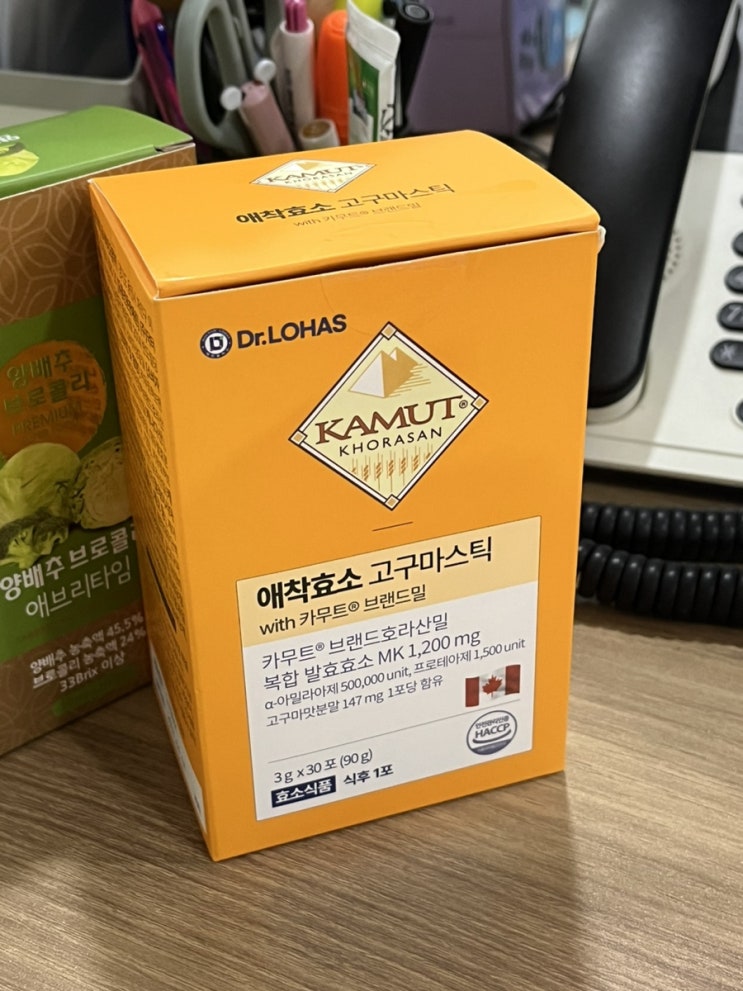 KAMUT
KHORASAN
애착효소 고구마스틱
with 카무트® 브랜드밀
Dr.LOHAS
KAMUT®
KHORASAN
애착효소 고구마스틱
with 카무트® 브랜드밀
카무트® 브랜드호라산밀
복합 발효효소 MK 1,200 mg
α-아밀라아제 500,000 unit, 프로테아제 1,500 unit
고구마맛분말 147 mg 1포당 함유
HACCP
3 g x 30 포 (90 g)
효소식품 식후 1포
양배추
브로콜리
PREMIUM
양배추 브로콜
애브리타임
양배추 농축액 45.5%
브로콜리 농축액 24%
33Brix 이상